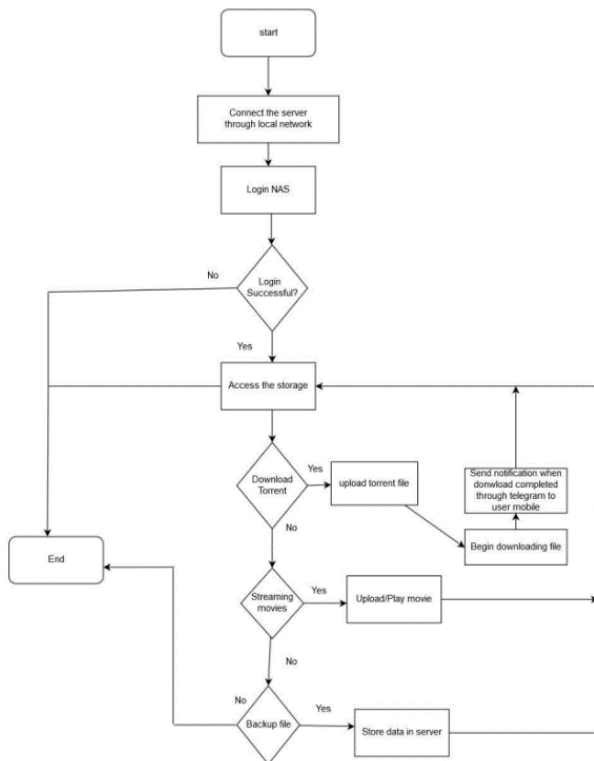 start
Connect the server
through local network
Login NAS
No
Login
Successful?
Yes
Access the storage
Download
Torrent
Yes
upload torrent file
Send notification when
donwload completed
through telegram to
user mobile
Begin downloading file
No
End
Streaming
movies
Yes
Upload/Play movie
No
No
Backup file
Yes
Store data in server